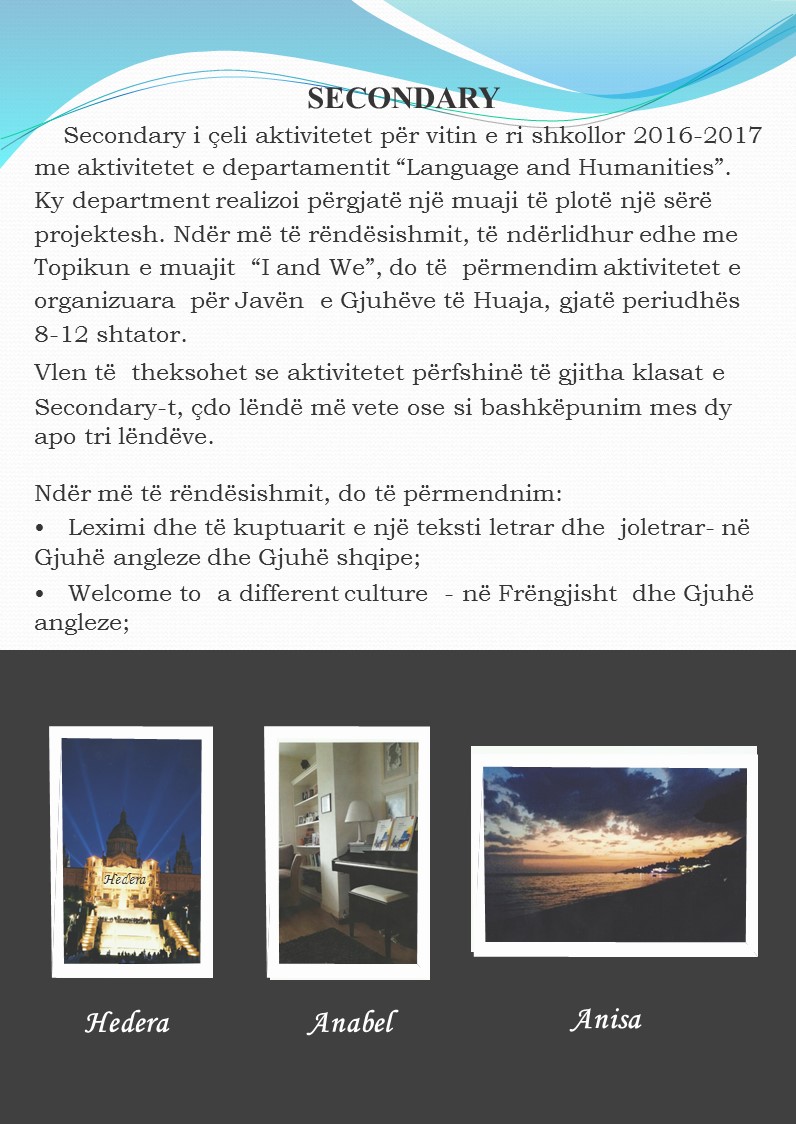 SECONDARY
Secondary i çeli aktivitetet për vitin e ri shkollor 2016-2017
me aktivitetet e departamentit “Language and Humanities”.
Ky department realizoi përgjatë një muaji të plotë një sërë
projektesh. Ndër më të rëndësishmit, të ndërlidhur edhe me
Topikun e muajit “I and We”, do të përmendim aktivitetet e
organizuara për Javën e Gjuhëve të Huaja, gjatë periudhës
8-12 shtator.
Vlen të theksohet se aktivitetet përfshinë të gjitha klasat e
Secondary-t, çdo lëndë më vete ose si bashkëpunim mes dy
apo tri lëndëve.
Ndër më të rëndësishmit, do të përmendnim:
• Leximi dhe të kuptuarit e një teksti letrar dhe joletrar- në
Gjuhë angleze dhe Gjuhë shqipe;
• Welcome to a different culture - në Frëngjisht dhe Gjuhë
angleze;
Hedera
Hedera
Anabel
Anisa